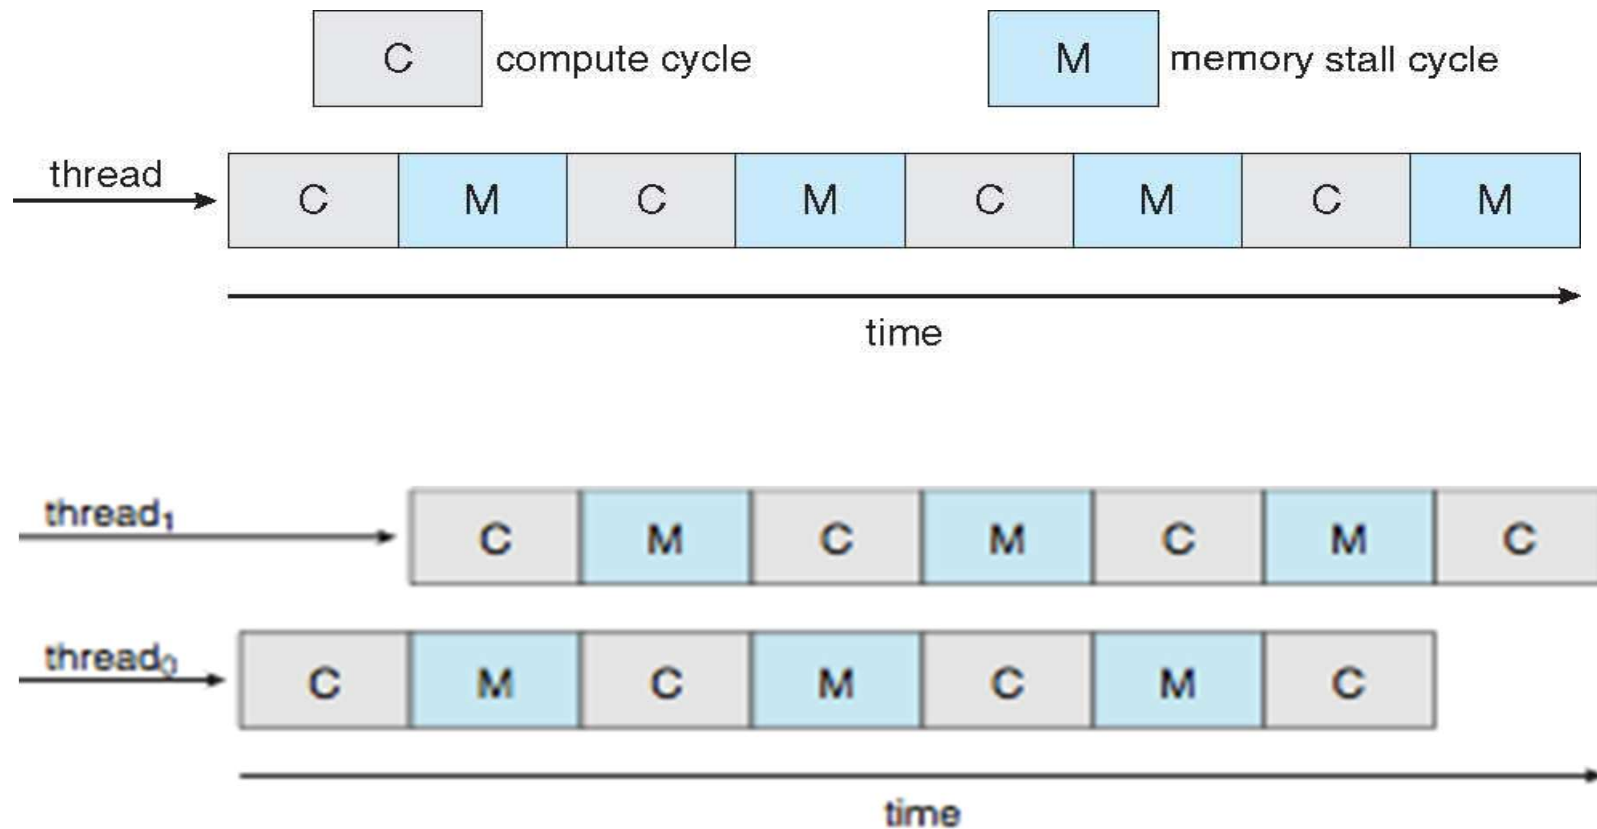 C compute cycle M memory stall cycle
thread C M C M C M C M
time
thread₁ C M C M C M C
thread₀ C M C M C M C
time